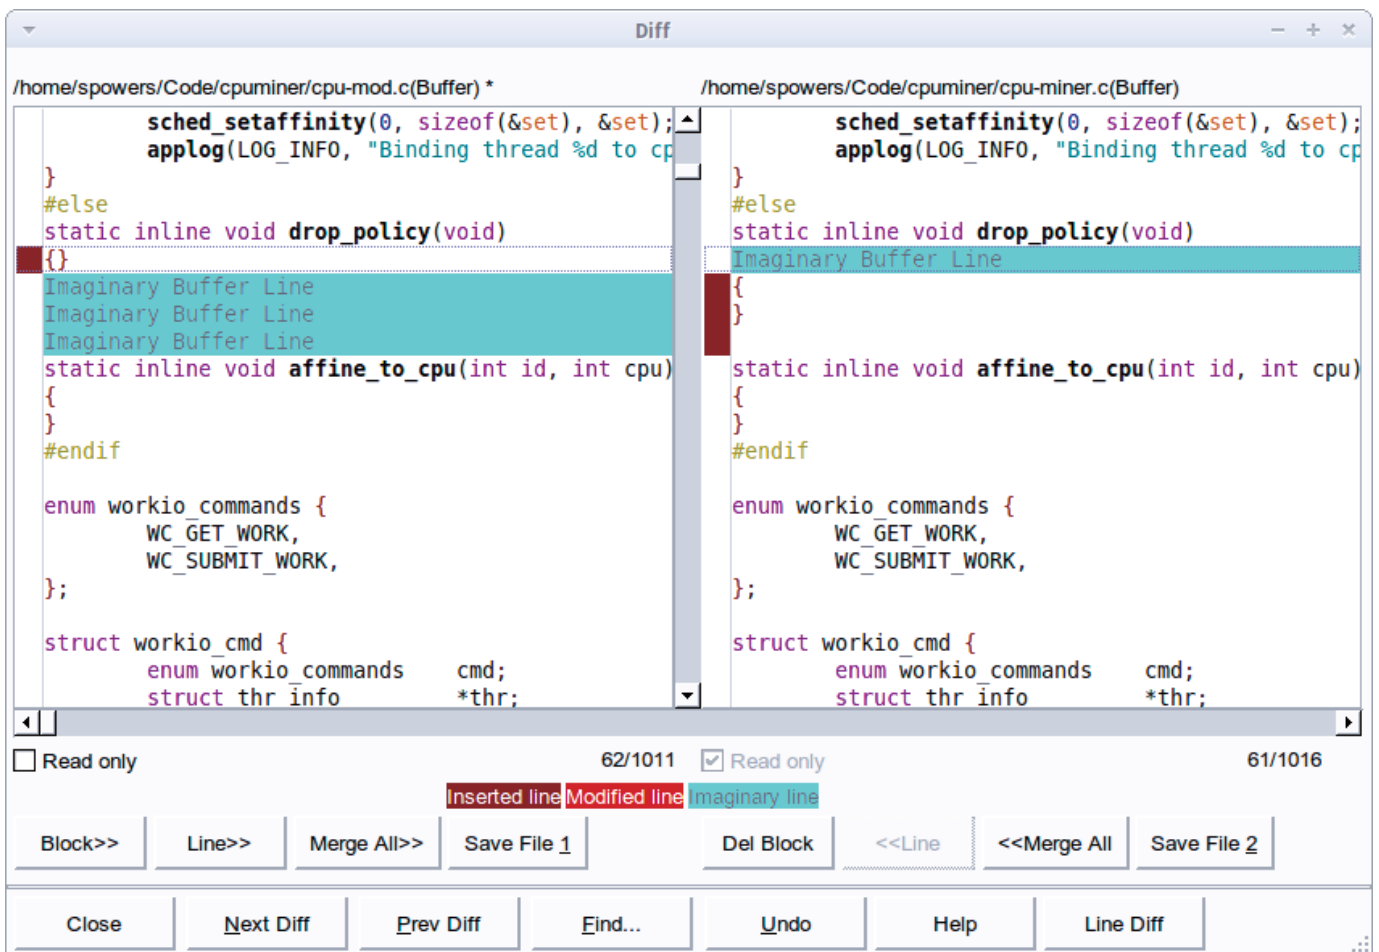 Diff
/home/spowers/Code/cpuminer/cpu-mod.c(Buffer) *
sched_setaffinity(0, sizeof(&set), &set);
applog(LOG_INFO, "Binding thread %d to cp
}
#else
static inline void drop_policy(void)
{}
Imaginary Buffer Line
Imaginary Buffer Line
Imaginary Buffer Line
static inline void affine_to_cpu(int id, int cpu)
{
}
#endif
enum workio_commands {
WC_GET_WORK,
WC_SUBMIT_WORK,
};
struct workio_cmd {
enum workio_commands cmd;
struct thr_info *thr;
/home/spowers/Code/cpuminer/cpu-miner.c(Buffer)
sched_setaffinity(0, sizeof(&set), &set);
applog(LOG_INFO, "Binding thread %d to cp
}
#else
static inline void drop_policy(void)
Imaginary Buffer Line
{
}
static inline void affine_to_cpu(int id, int cpu)
{
}
#endif
enum workio_commands {
WC_GET_WORK,
WC_SUBMIT_WORK,
};
struct workio_cmd {
enum workio_commands cmd;
struct thr_info *thr;
Read only 62/1011 Read only 61/1016
Inserted line Modified line Imaginary line
Block>> Line>> Merge All>> Save File 1 Del Block <<Line <<Merge All Save File 2
Close Next Diff Prev Diff Find... Undo Help Line Diff